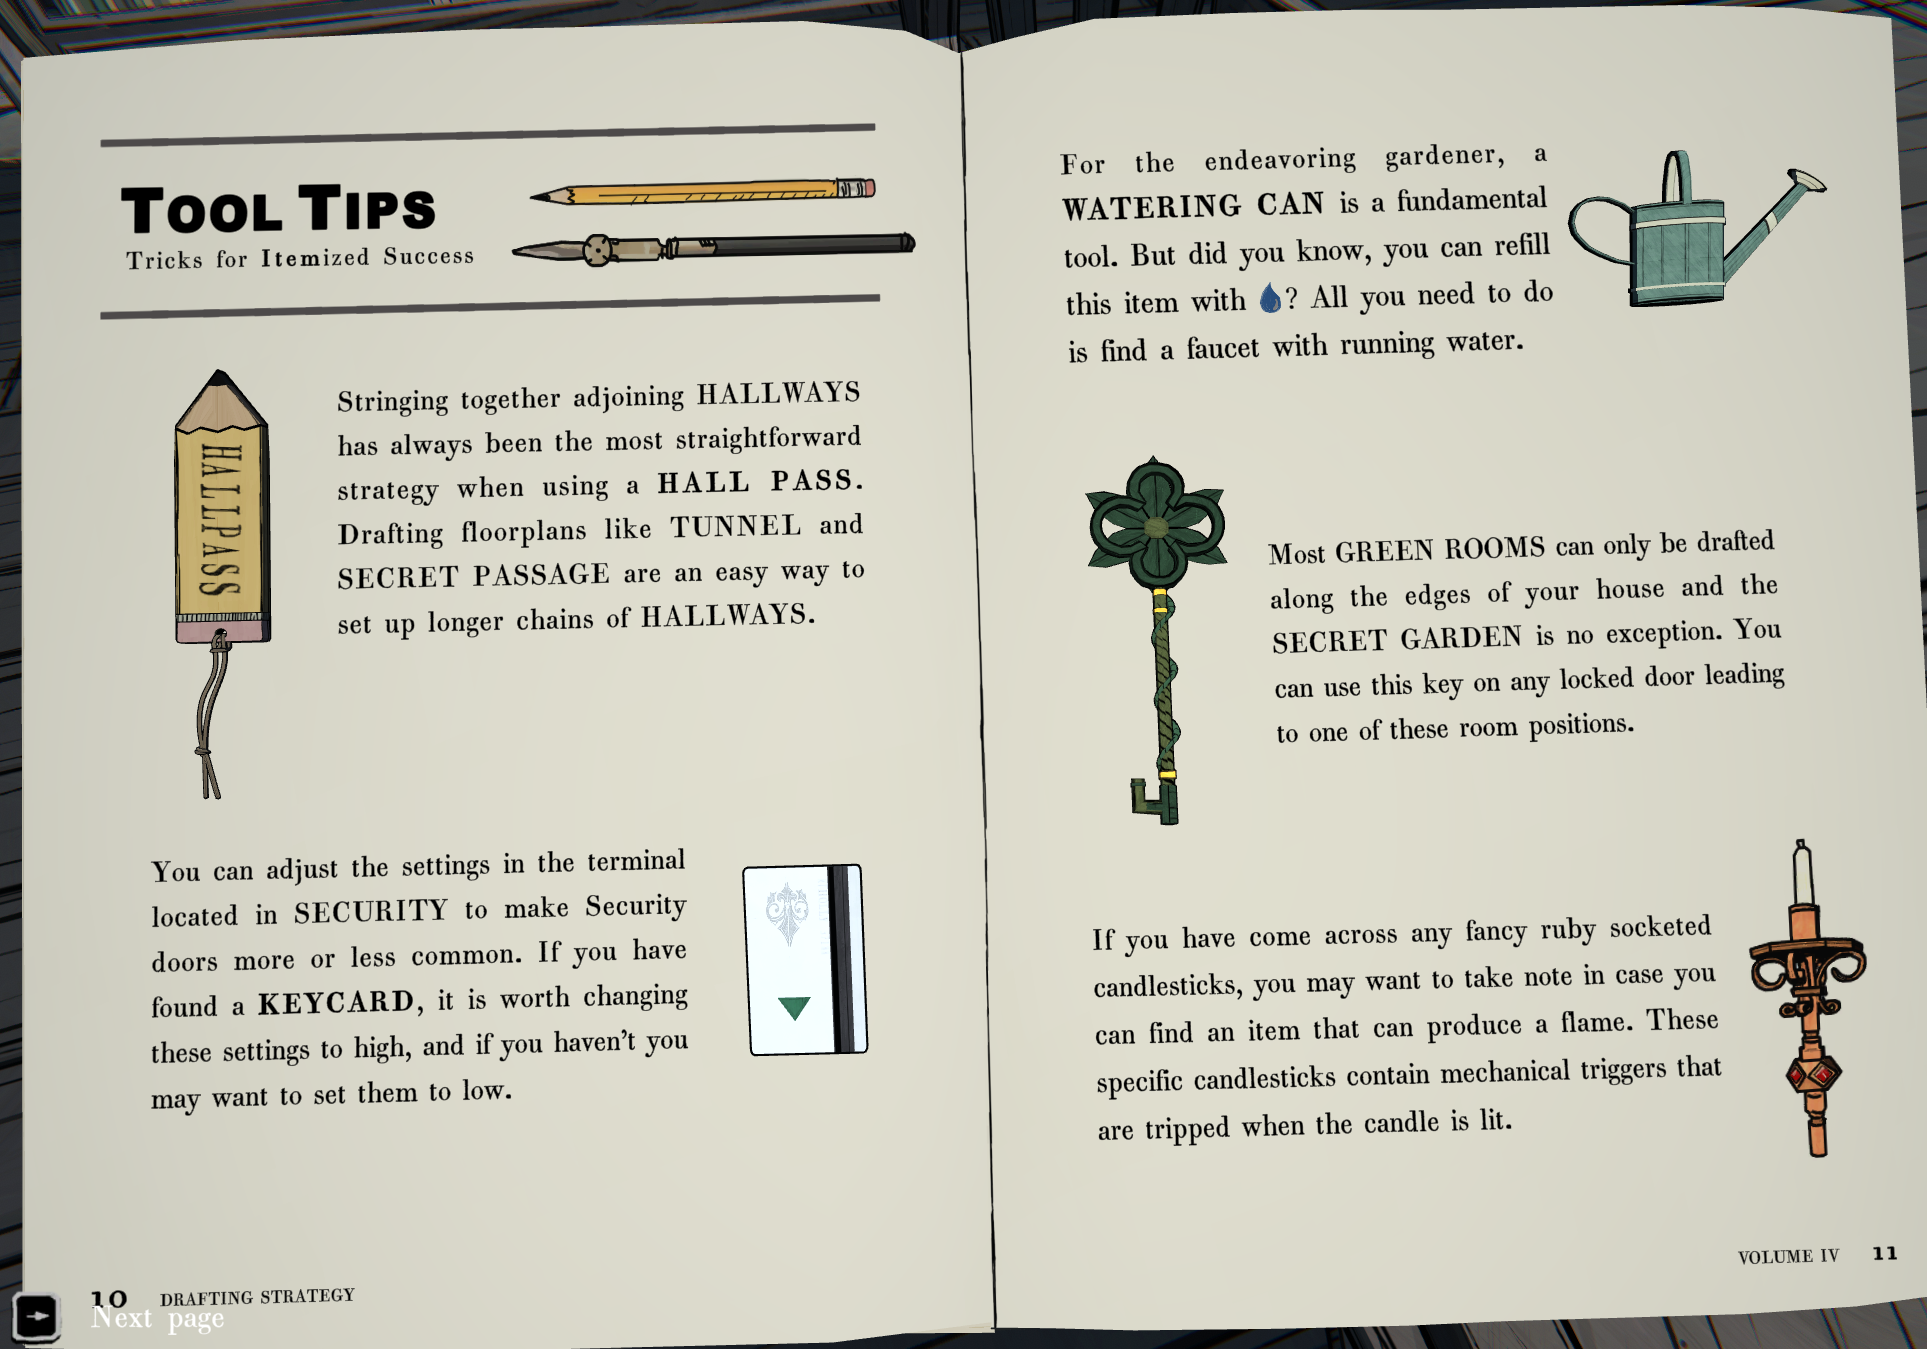 TOOL TIPS
Tricks for Itemized Success
HALLPASS
Stringing together adjoining HALLWAYS
has always been the most straightforward
strategy when using a HALL PASS.
Drafting floorplans like TUNNEL and
SECRET PASSAGE are an easy way to
set up longer chains of HALLWAYS.
You can adjust the settings in the terminal
located in SECURITY to make Security
doors more or less common. If you have
found a KEYCARD, it is worth changing
these settings to high, and if you haven't you
may want to set them to low.
10 DRAFTING STRATEGY
Next page
For the endeavoring gardener, a
WATERING CAN is a fundamental
tool. But did you know, you can refill
this item with ? All you need to do
is find a faucet with running water.
Most GREEN ROOMS can only be drafted
along the edges of your house and the
SECRET GARDEN is no exception. You
can use this key on any locked door leading
to one of these room positions.
If you have come across any fancy ruby socketed
candlesticks, you may want to take note in case you
can find an item that can produce a flame. These
specific candlesticks contain mechanical triggers that
are tripped when the candle is lit.
VOLUME IV 11